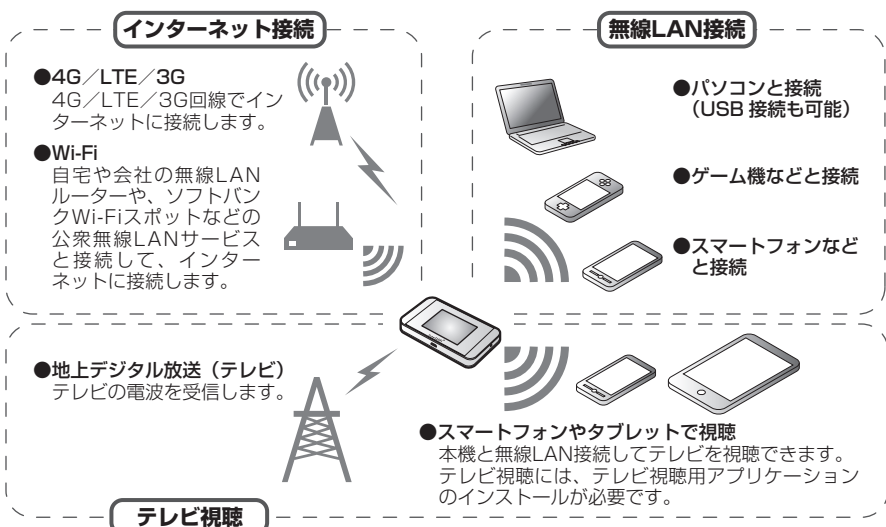 インターネット接続
●4G／LTE／3G
4G／LTE／3G回線でイン
ターネットに接続します。
●Wi-Fi
自宅や会社の無線LAN
ルーターや、ソフトバン
クWi-Fiスポットなどの
公衆無線LANサービス
と接続して、インター
ネットに接続します。
無線LAN接続
●パソコンと接続
（USB 接続も可能）
●ゲーム機などと接続
●スマートフォンなど
と接続
●地上デジタル放送（テレビ）
テレビの電波を受信します。
●スマートフォンやタブレットで視聴
本機と無線LAN接続してテレビを視聴できます。
テレビ視聴には、テレビ視聴用アプリケーション
のインストールが必要です。
テレビ視聴